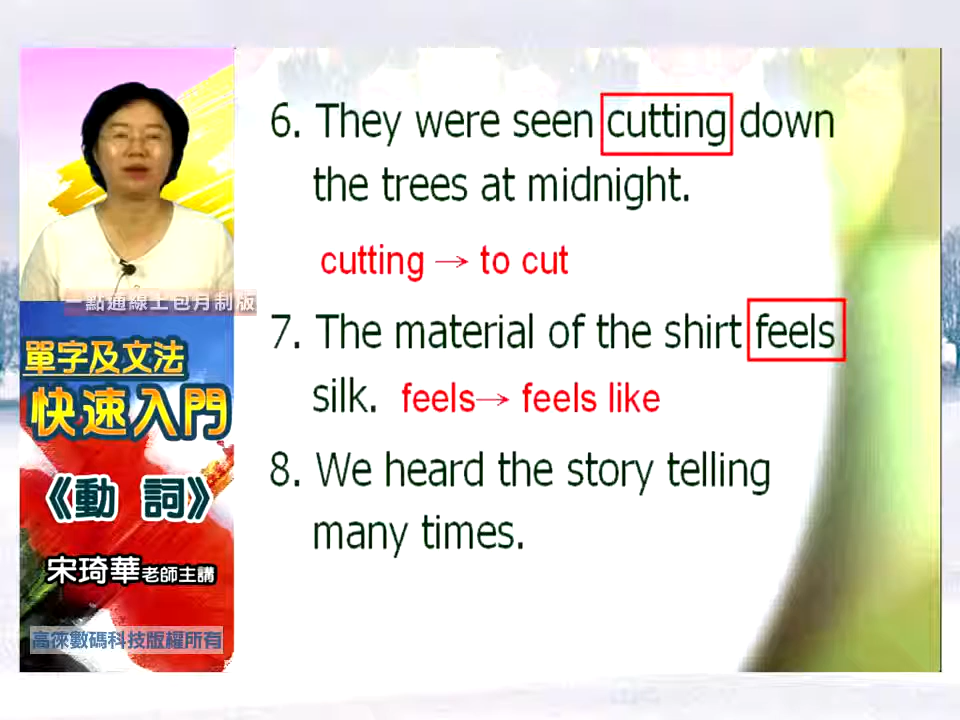 6. They were seen cutting down
the trees at midnight.
cutting → to cut
7. The material of the shirt feels
silk. feels→ feels like
8. We heard the story telling
many times.
一點通線上包月制版
單字及文法
快速入門
《動 詞》
宋琦華老師主講
高徠數碼科技版權所有